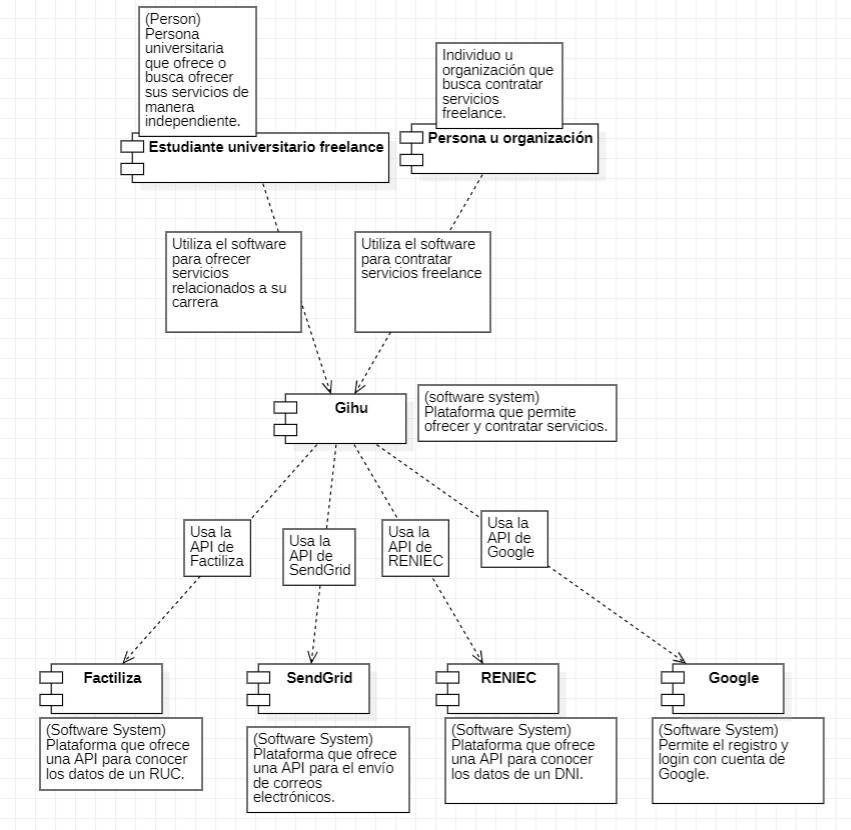 (Person)
Persona
universitaria
que ofrece o
busca ofrecer
sus servicios de
manera
independiente.
Estudiante universitario freelance
Individuo u
organización que
busca contratar
servicios
freelance.
Persona u organización
Utiliza el software
para ofrecer
servicios
relacionados a su
carrera
Utiliza el software
para contratar
servicios freelance
Gihu
(software system)
Plataforma que permite
ofrecer y contratar servicios.
Usa la
API de
Factiliza
Usa la
API de
SendGrid
Usa la
API de
RENIEC
Usa la
API de
Google
Factiliza
(Software System)
Plataforma que ofrece
una API para conocer
los datos de un RUC.
SendGrid
(Software System)
Plataforma que ofrece
una API para el envío
de correos
electrónicos.
RENIEC
(Software System)
Plataforma que ofrece
una API para conocer
los datos de un DNI.
Google
(Software System)
Permite el registro y
login con cuenta de
Google.